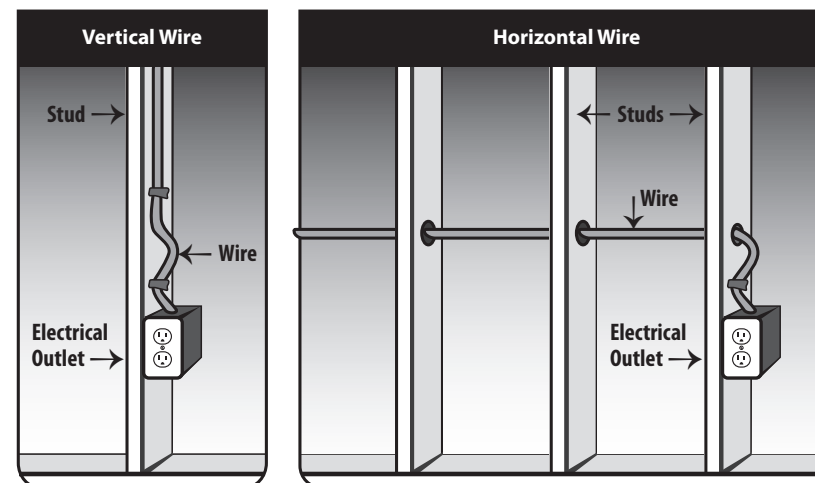 Vertical Wire
Stud
Wire
Electrical
Outlet
Horizontal Wire
Studs
Wire
Electrical
Outlet